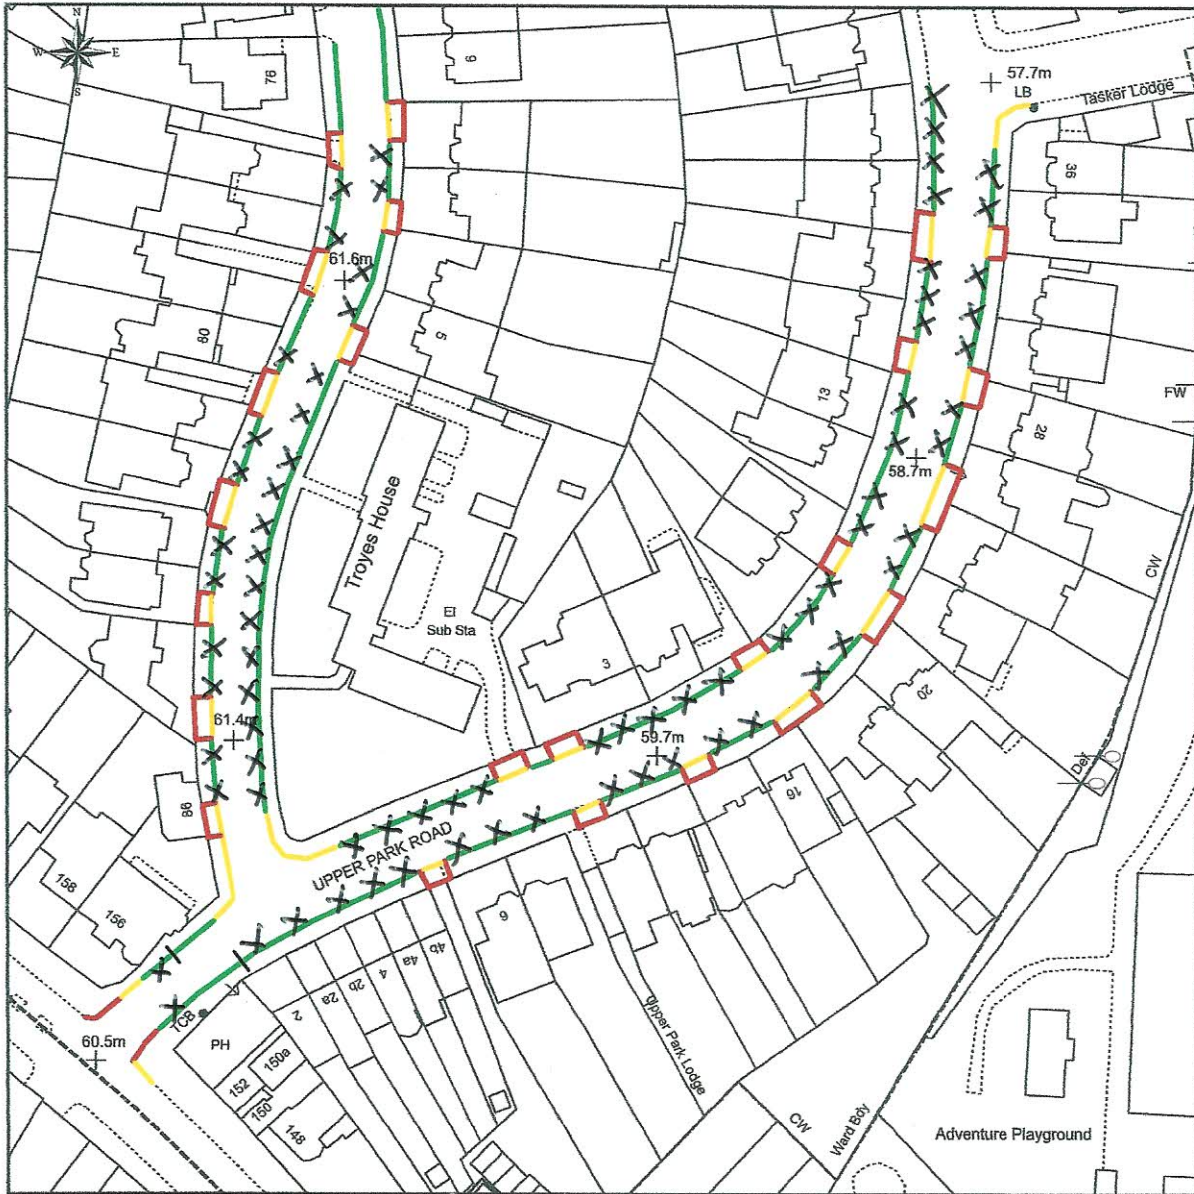 N
W E
S
76
9
57.7m
LB
Tasker Lodge
36
61.6m
80
5
13
28
FW
58.7m
Troyes House
CW
El
Sub Sta
3
20
61.4m
59.7m
Def
16
86
UPPER PARK ROAD
158
156
6
4b
4a
4
2b
2a
2
TCB
60.5m
PH
150a
152
150
148
Upper Park Lodge
CW
Ward Bdy
Adventure Playground